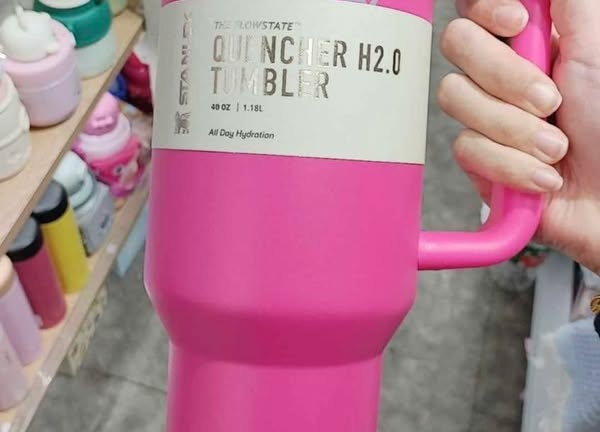 STANLEY
THE FLOWSTATE™
QUENCHER H2.0
TUMBLER
40 OZ | 1.18L
All Day Hydration